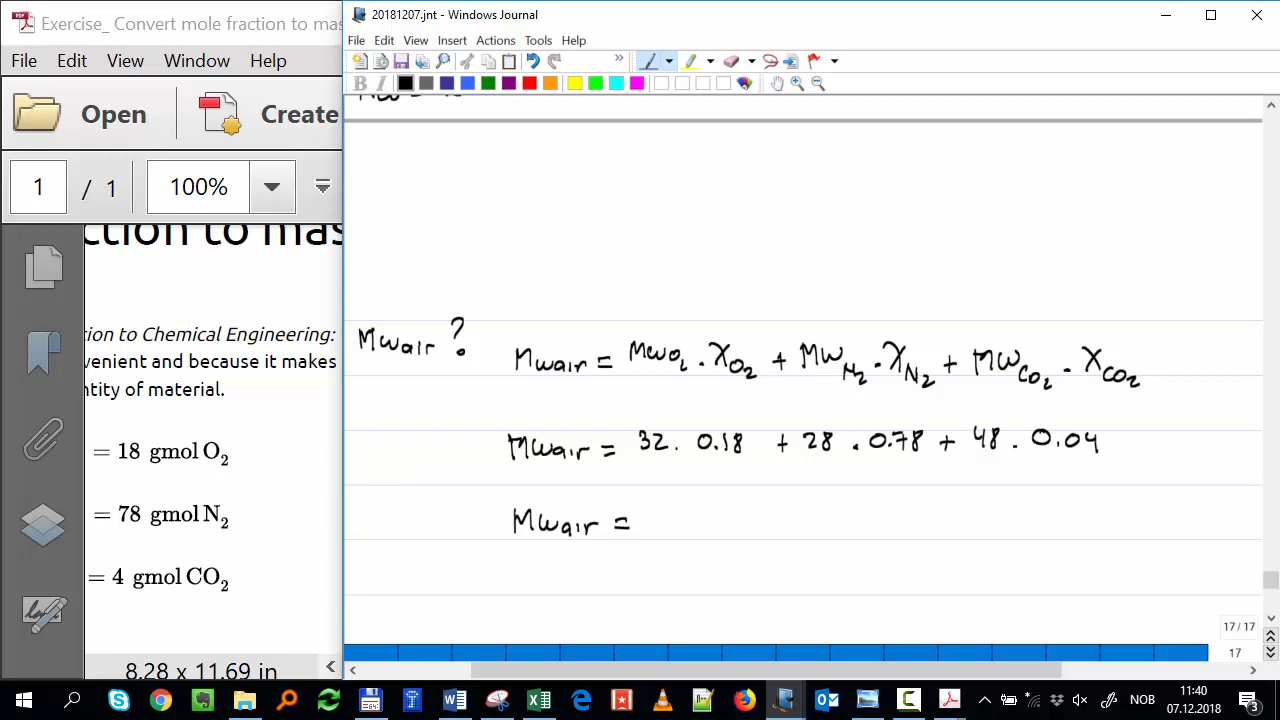 Exercise_ Convert mole fraction to mas
File Edit View Window Help
Open Create
1 / 1 100%
ction to mas
tion to Chemical Engineering:
venient and because it makes
ntity of material.
= 18 gmol O₂
= 78 gmol N₂
= 4 gmol CO₂
8.28 x 11.69 in
20181207.jnt - Windows Journal
File Edit View Insert Actions Tools Help
B I
Mwair ?
Mwair = MWO₂ . XO₂ + MWN₂ . XN₂ + MWCO₂ . XCO₂
Mwair = 32. 0.18 + 28 . 0.78 + 48 . 0.04
Mwair =
17 / 17
17
NOB
11:40
07.12.2018
3